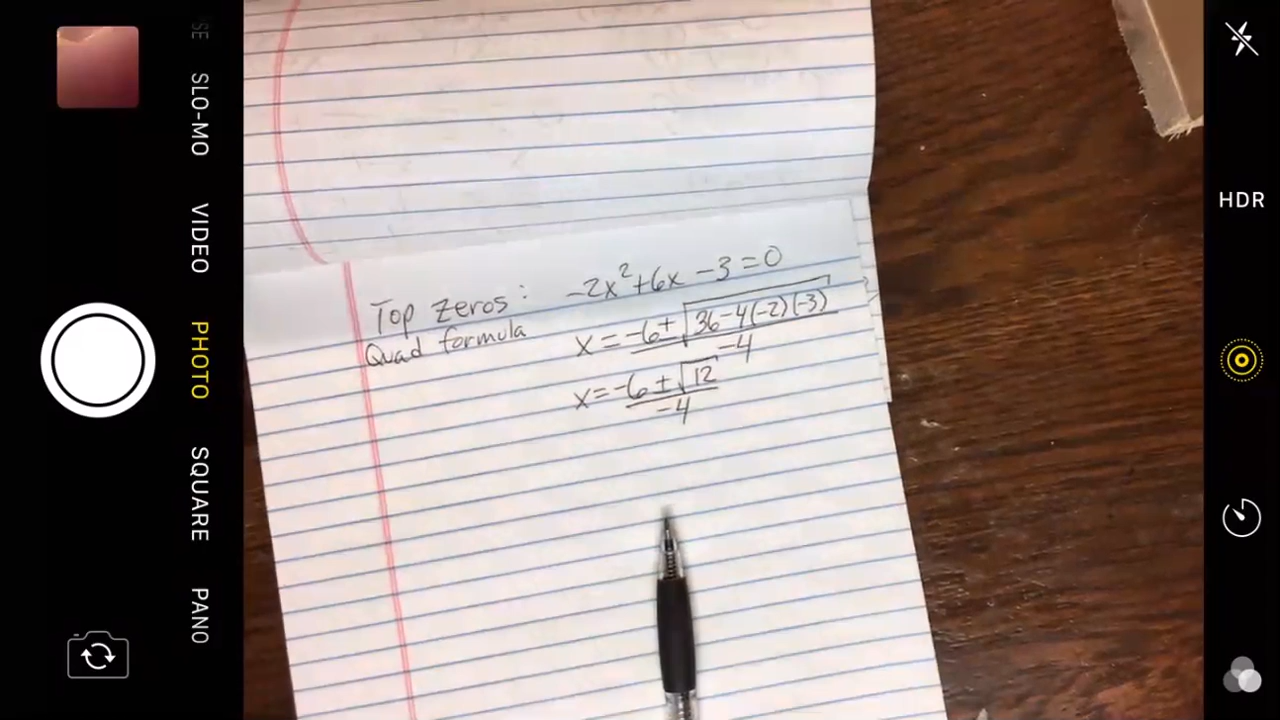 SE
SLO-MO
VIDEO
PHOTO
SQUARE
PANO
HDR
Top zeros: -2x²+6x-3=0
Quad formula x = -6±√36-4(-2)(-3) / -4
x = -6±√12 / -4